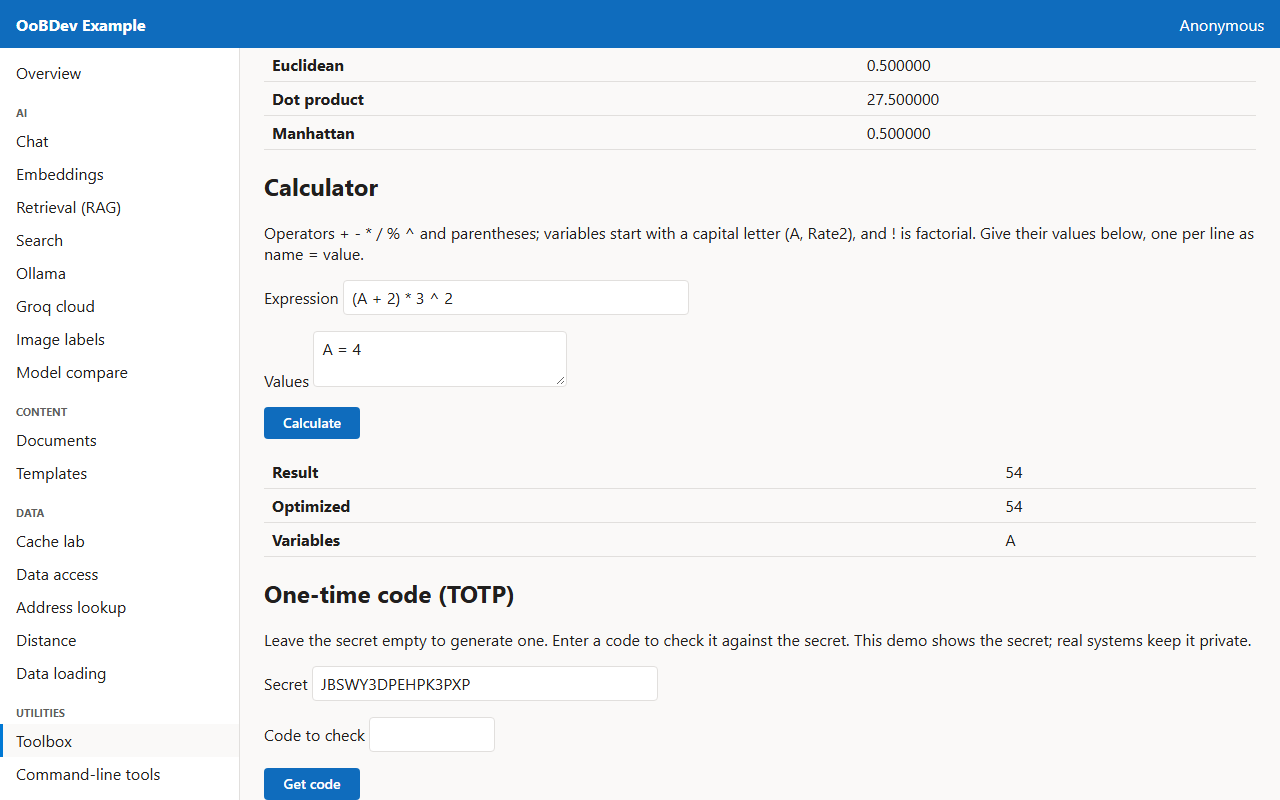 OoBDev Example
Anonymous
Overview
AI
Chat
Embeddings
Retrieval (RAG)
Search
Ollama
Groq cloud
Image labels
Model compare
CONTENT
Documents
Templates
DATA
Cache lab
Data access
Address lookup
Distance
Data loading
UTILITIES
Toolbox
Command-line tools
Euclidean 0.500000
Dot product 27.500000
Manhattan 0.500000
Calculator
Operators + - * / % ^ and parentheses; variables start with a capital letter (A, Rate2), and ! is factorial. Give their values below, one per line as
name = value.
Expression (A + 2) * 3 ^ 2
Values A = 4
Calculate
Result 54
Optimized 54
Variables A
One-time code (TOTP)
Leave the secret empty to generate one. Enter a code to check it against the secret. This demo shows the secret; real systems keep it private.
Secret JBSWY3DPEHPK3PXP
Code to check
Get code